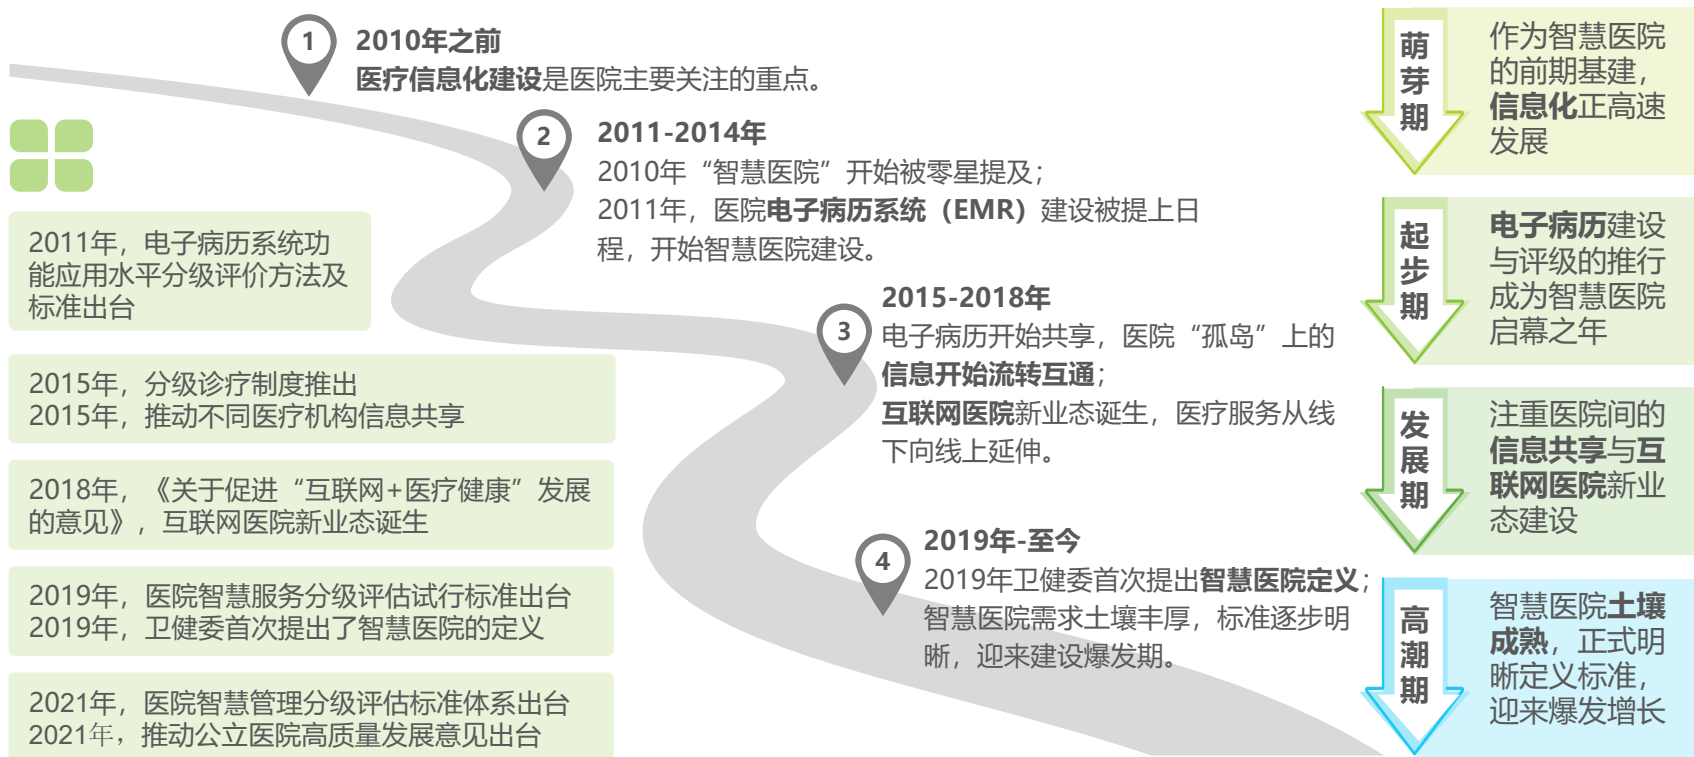 1
2010年之前
医疗信息化建设是医院主要关注的重点。
2
2011-2014年
2010年“智慧医院”开始被零星提及；
2011年，医院电子病历系统（EMR）建设被提上日
程，开始智慧医院建设。
3
2015-2018年
电子病历开始共享，医院“孤岛”上的
信息开始流转互通；
互联网医院新业态诞生，医疗服务从线
下向线上延伸。
4
2019年-至今
2019年卫健委首次提出智慧医院定义；
智慧医院需求土壤丰厚，标准逐步明
晰，迎来建设爆发期。
2011年，电子病历系统功
能应用水平分级评价方法及
标准出台
2015年，分级诊疗制度推出
2015年，推动不同医疗机构信息共享
2018年，《关于促进“互联网+医疗健康”发展
的意见》，互联网医院新业态诞生
2019年，医院智慧服务分级评估试行标准出台
2019年，卫健委首次提出了智慧医院的定义
2021年，医院智慧管理分级评估标准体系出台
2021年，推动公立医院高质量发展意见出台
萌芽期
作为智慧医院
的前期基建，
信息化正高速
发展
起步期
电子病历建设
与评级的推行
成为智慧医院
启幕之年
发展期
注重医院间的
信息共享与互
联网医院新业
态建设
高潮期
智慧医院土壤
成熟，正式明
晰定义标准，
迎来爆发增长